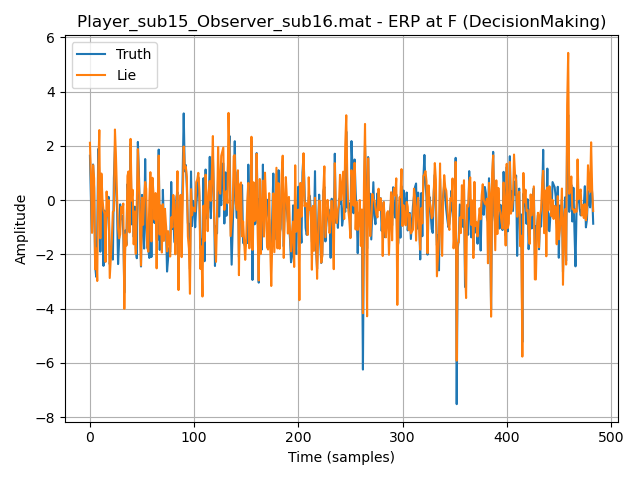 Player_sub15_Observer_sub16.mat - ERP at F (DecisionMaking)
Truth
Lie
Amplitude
6
4
2
0
−2
−4
−6
−8
0 100 200 300 400 500
Time (samples)